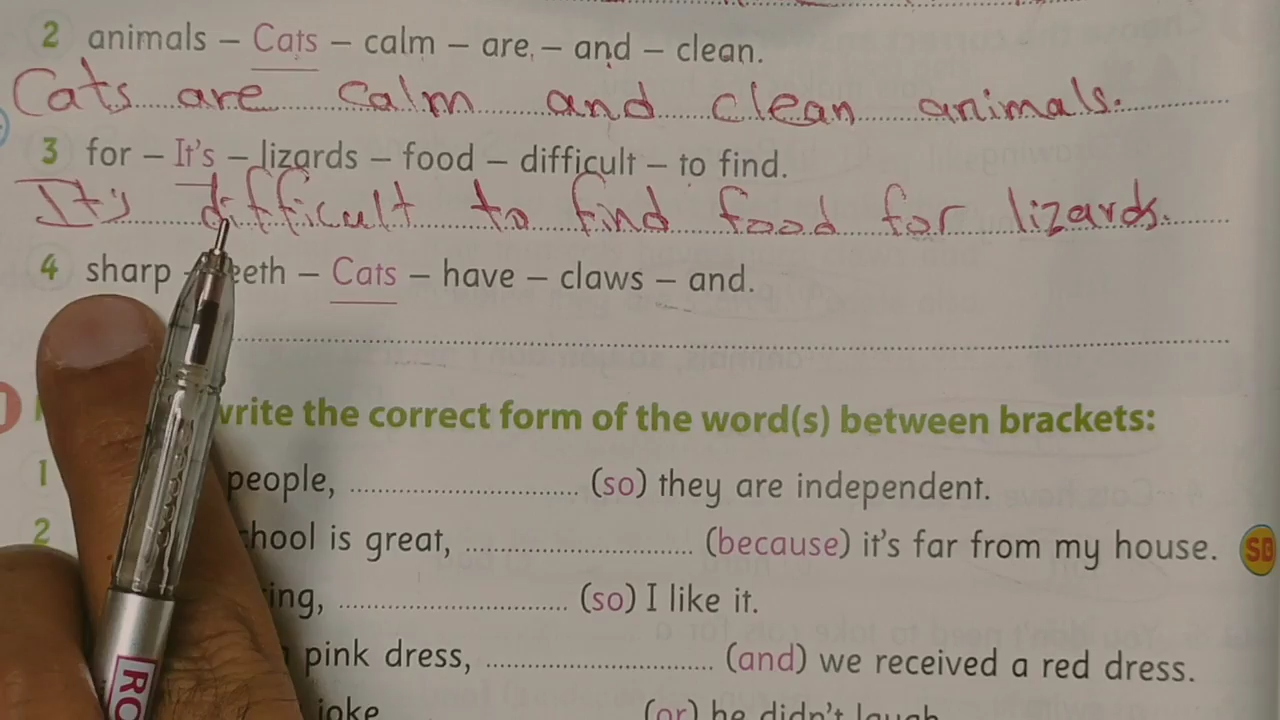 2 animals – Cats – calm – are – and – clean.
Cats are calm and clean animals.
3 for – It's – lizards – food – difficult – to find.
It's difficult to find food for lizards.
4 sharp – teeth – Cats – have – claws – and.
write the correct form of the word(s) between brackets:
1 people, (so) they are independent.
2 school is great, (because) it's far from my house. SB
(so) I like it.
pink dress, (and) we received a red dress.
joke (or) he didn't laugh
RO